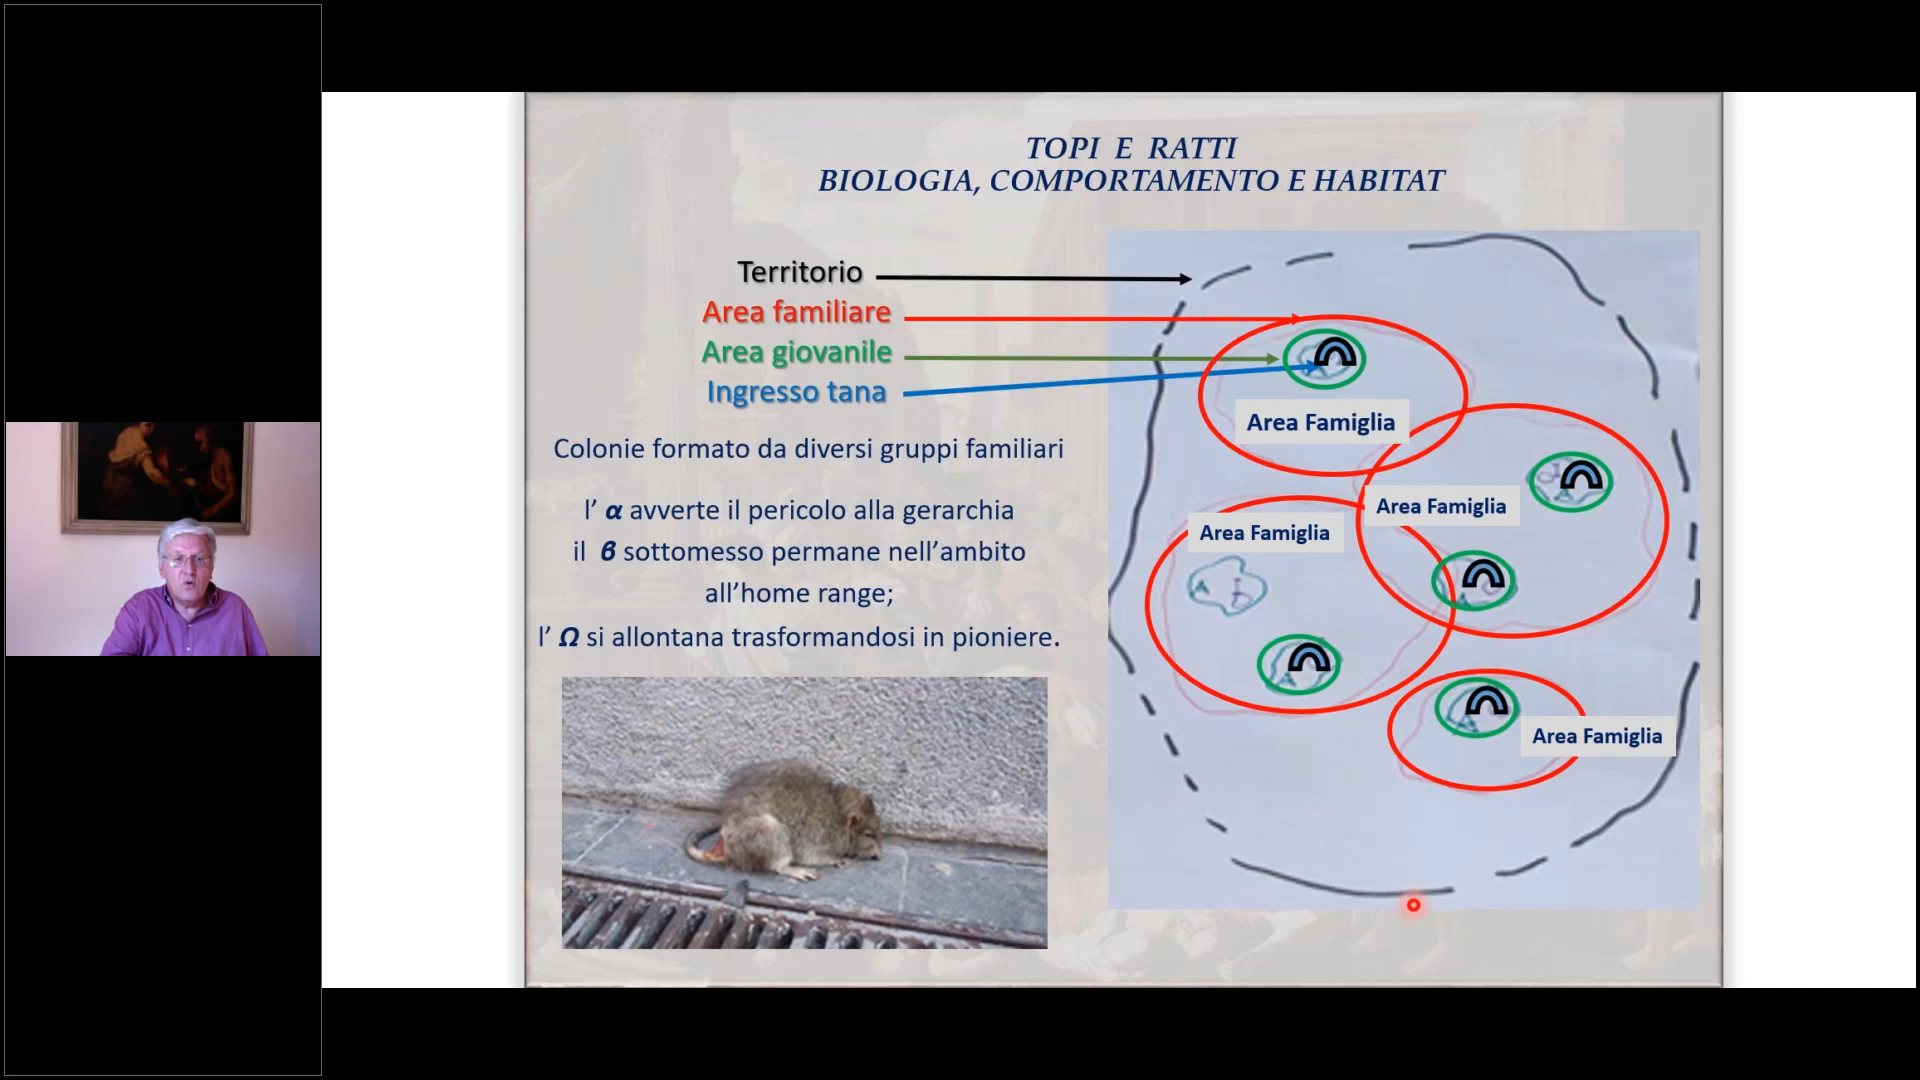 TOPI E RATTI
BIOLOGIA, COMPORTAMENTO E HABITAT
Territorio
Area familiare
Area giovanile
Ingresso tana
Colonie formato da diversi gruppi familiari
l’ α avverte il pericolo alla gerarchia
il β sottomesso permane nell’ambito
all’home range;
l’ Ω si allontana trasformandosi in pioniere.
Area Famiglia
Area Famiglia
Area Famiglia
Area Famiglia